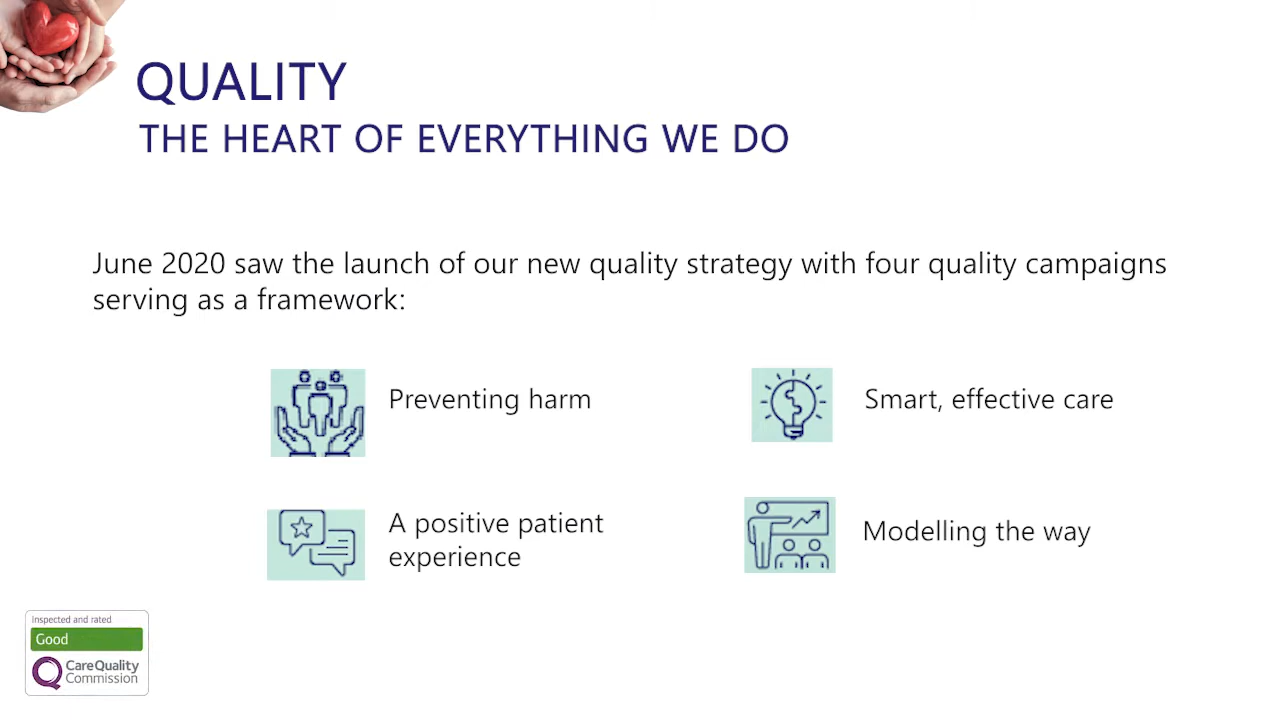 QUALITY
THE HEART OF EVERYTHING WE DO
June 2020 saw the launch of our new quality strategy with four quality campaigns
serving as a framework:
Preventing harm
Smart, effective care
A positive patient
experience
Modelling the way
Inspected and rated
Good
CareQuality
Commission